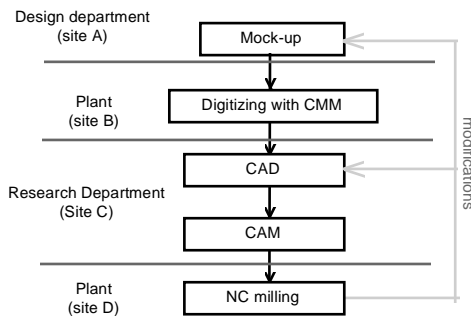 Design department
(site A)
Mock-up
Plant
(site B)
Digitizing with CMM
modifications
CAD
Research Department
(Site C)
CAM
Plant
(site D)
NC milling